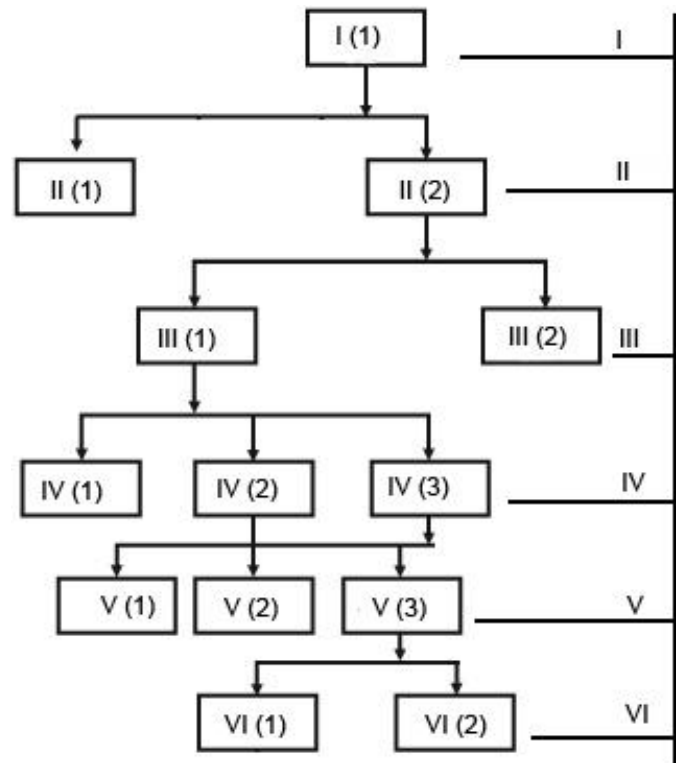 I (1)
I
II (1)
II (2)
II
III (1)
III (2)
III
IV (1)
IV (2)
IV (3)
IV
V (1)
V (2)
V (3)
V
VI (1)
VI (2)
VI